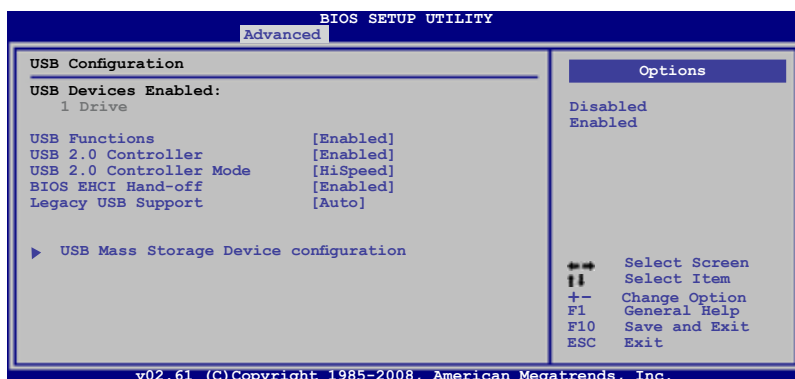 BIOS SETUP UTILITY
Advanced
USB Configuration
USB Devices Enabled:
1 Drive
USB Functions [Enabled]
USB 2.0 Controller [Enabled]
USB 2.0 Controller Mode [HiSpeed]
BIOS EHCI Hand-off [Enabled]
Legacy USB Support [Auto]
USB Mass Storage Device configuration
Options
Disabled
Enabled
Select Screen
Select Item
+- Change Option
F1 General Help
F10 Save and Exit
ESC Exit
v02.61 (C)Copyright 1985-2008, American Megatrends, Inc.